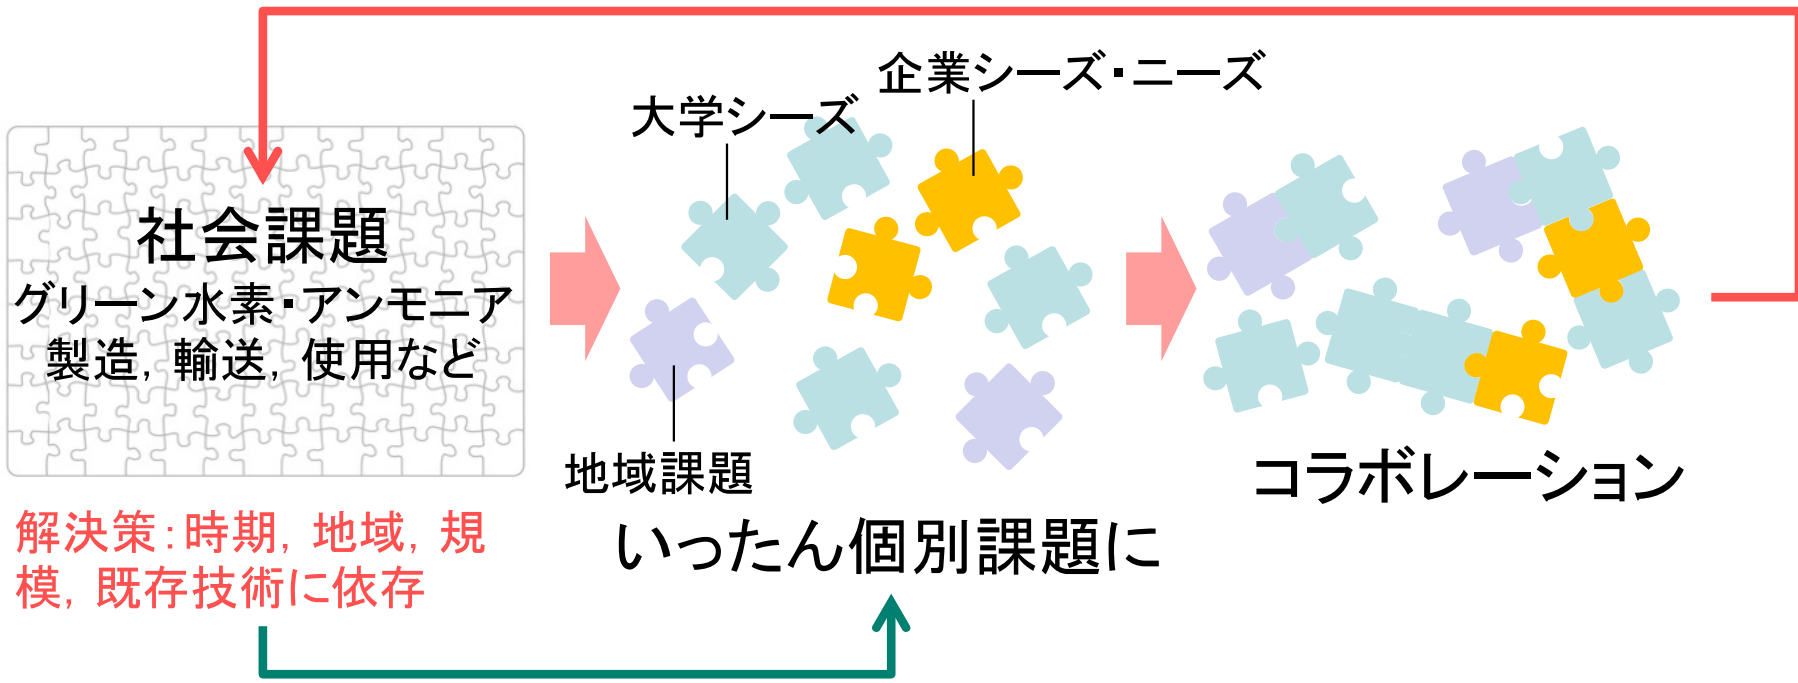 社会課題
グリーン水素・アンモニア
製造, 輸送, 使用など
解決策：時期, 地域, 規
模, 既存技術に依存
大学シーズ
企業シーズ・ニーズ
地域課題
いったん個別課題に
コラボレーション